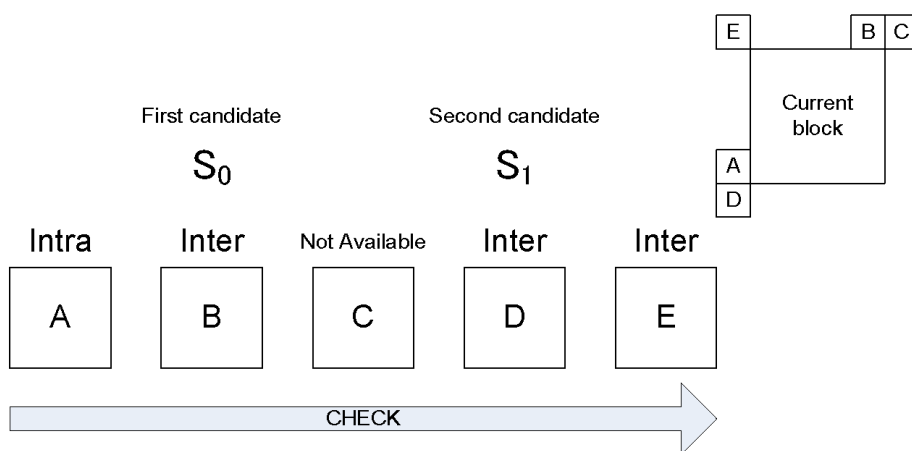 E B C
First candidate Second candidate
Current
block
S0 S1
A
D
Intra Inter Not Available Inter Inter
A B C D E
CHECK